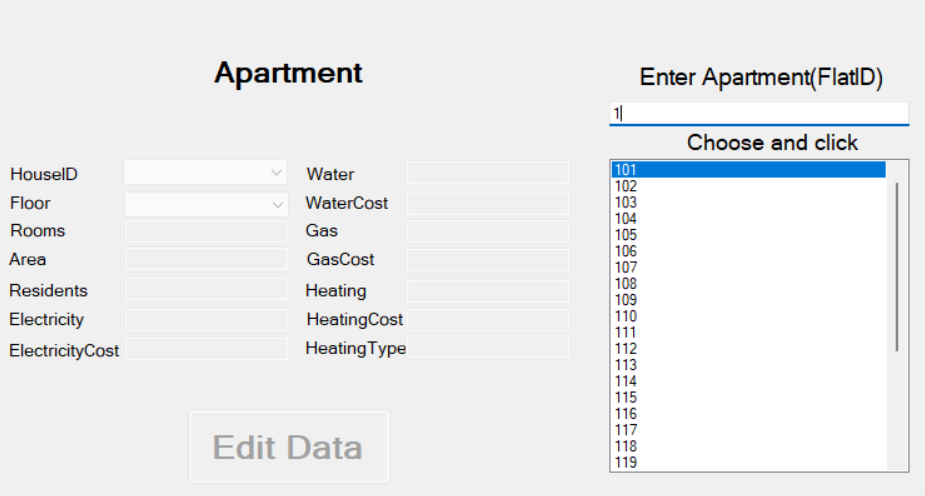 Apartment
HouseID
Floor
Rooms
Area
Residents
Electricity
ElectricityCost
Water
WaterCost
Gas
GasCost
Heating
HeatingCost
HeatingType
Edit Data
Enter Apartment(FlatID)
1
Choose and click
101
102
103
104
105
106
107
108
109
110
111
112
113
114
115
116
117
118
119